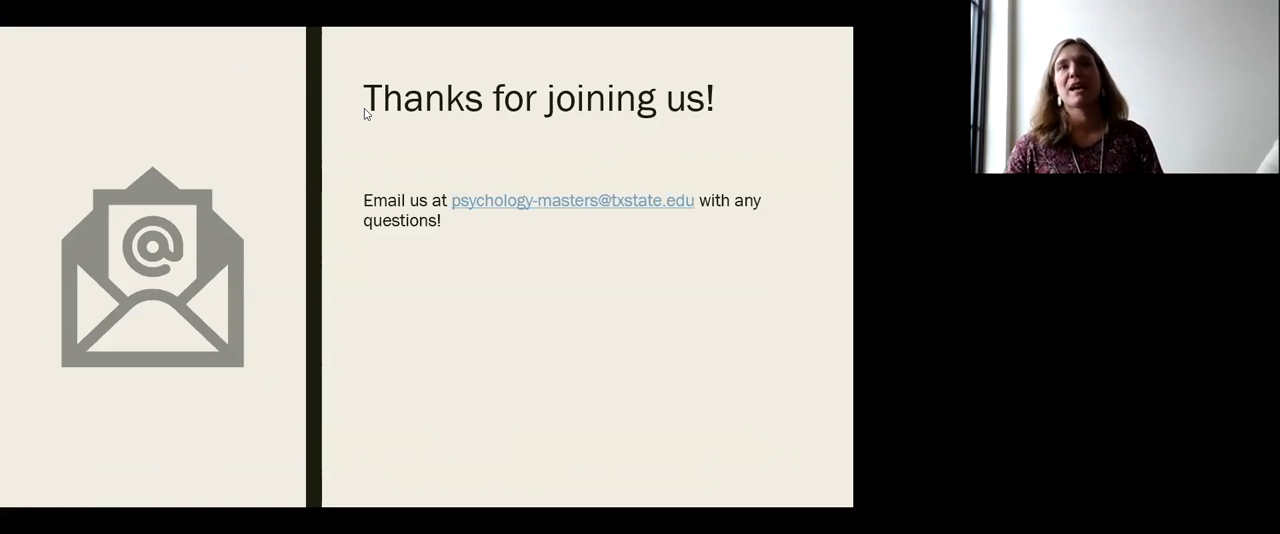 Thanks for joining us!
Email us at psychology-masters@txstate.edu with any
questions!
@